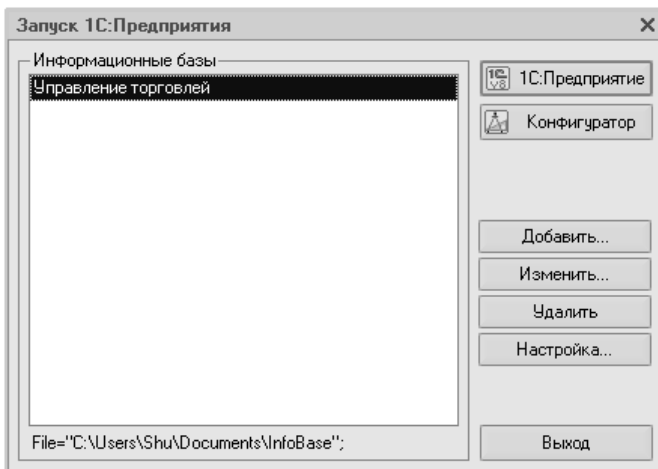 Запуск 1С:Предприятия
Информационные базы
Управление торговлей
1С:Предприятие
Конфигуратор
Добавить...
Изменить...
Удалить
Настройка...
File="C:\Users\Shu\Documents\InfoBase";
Выход